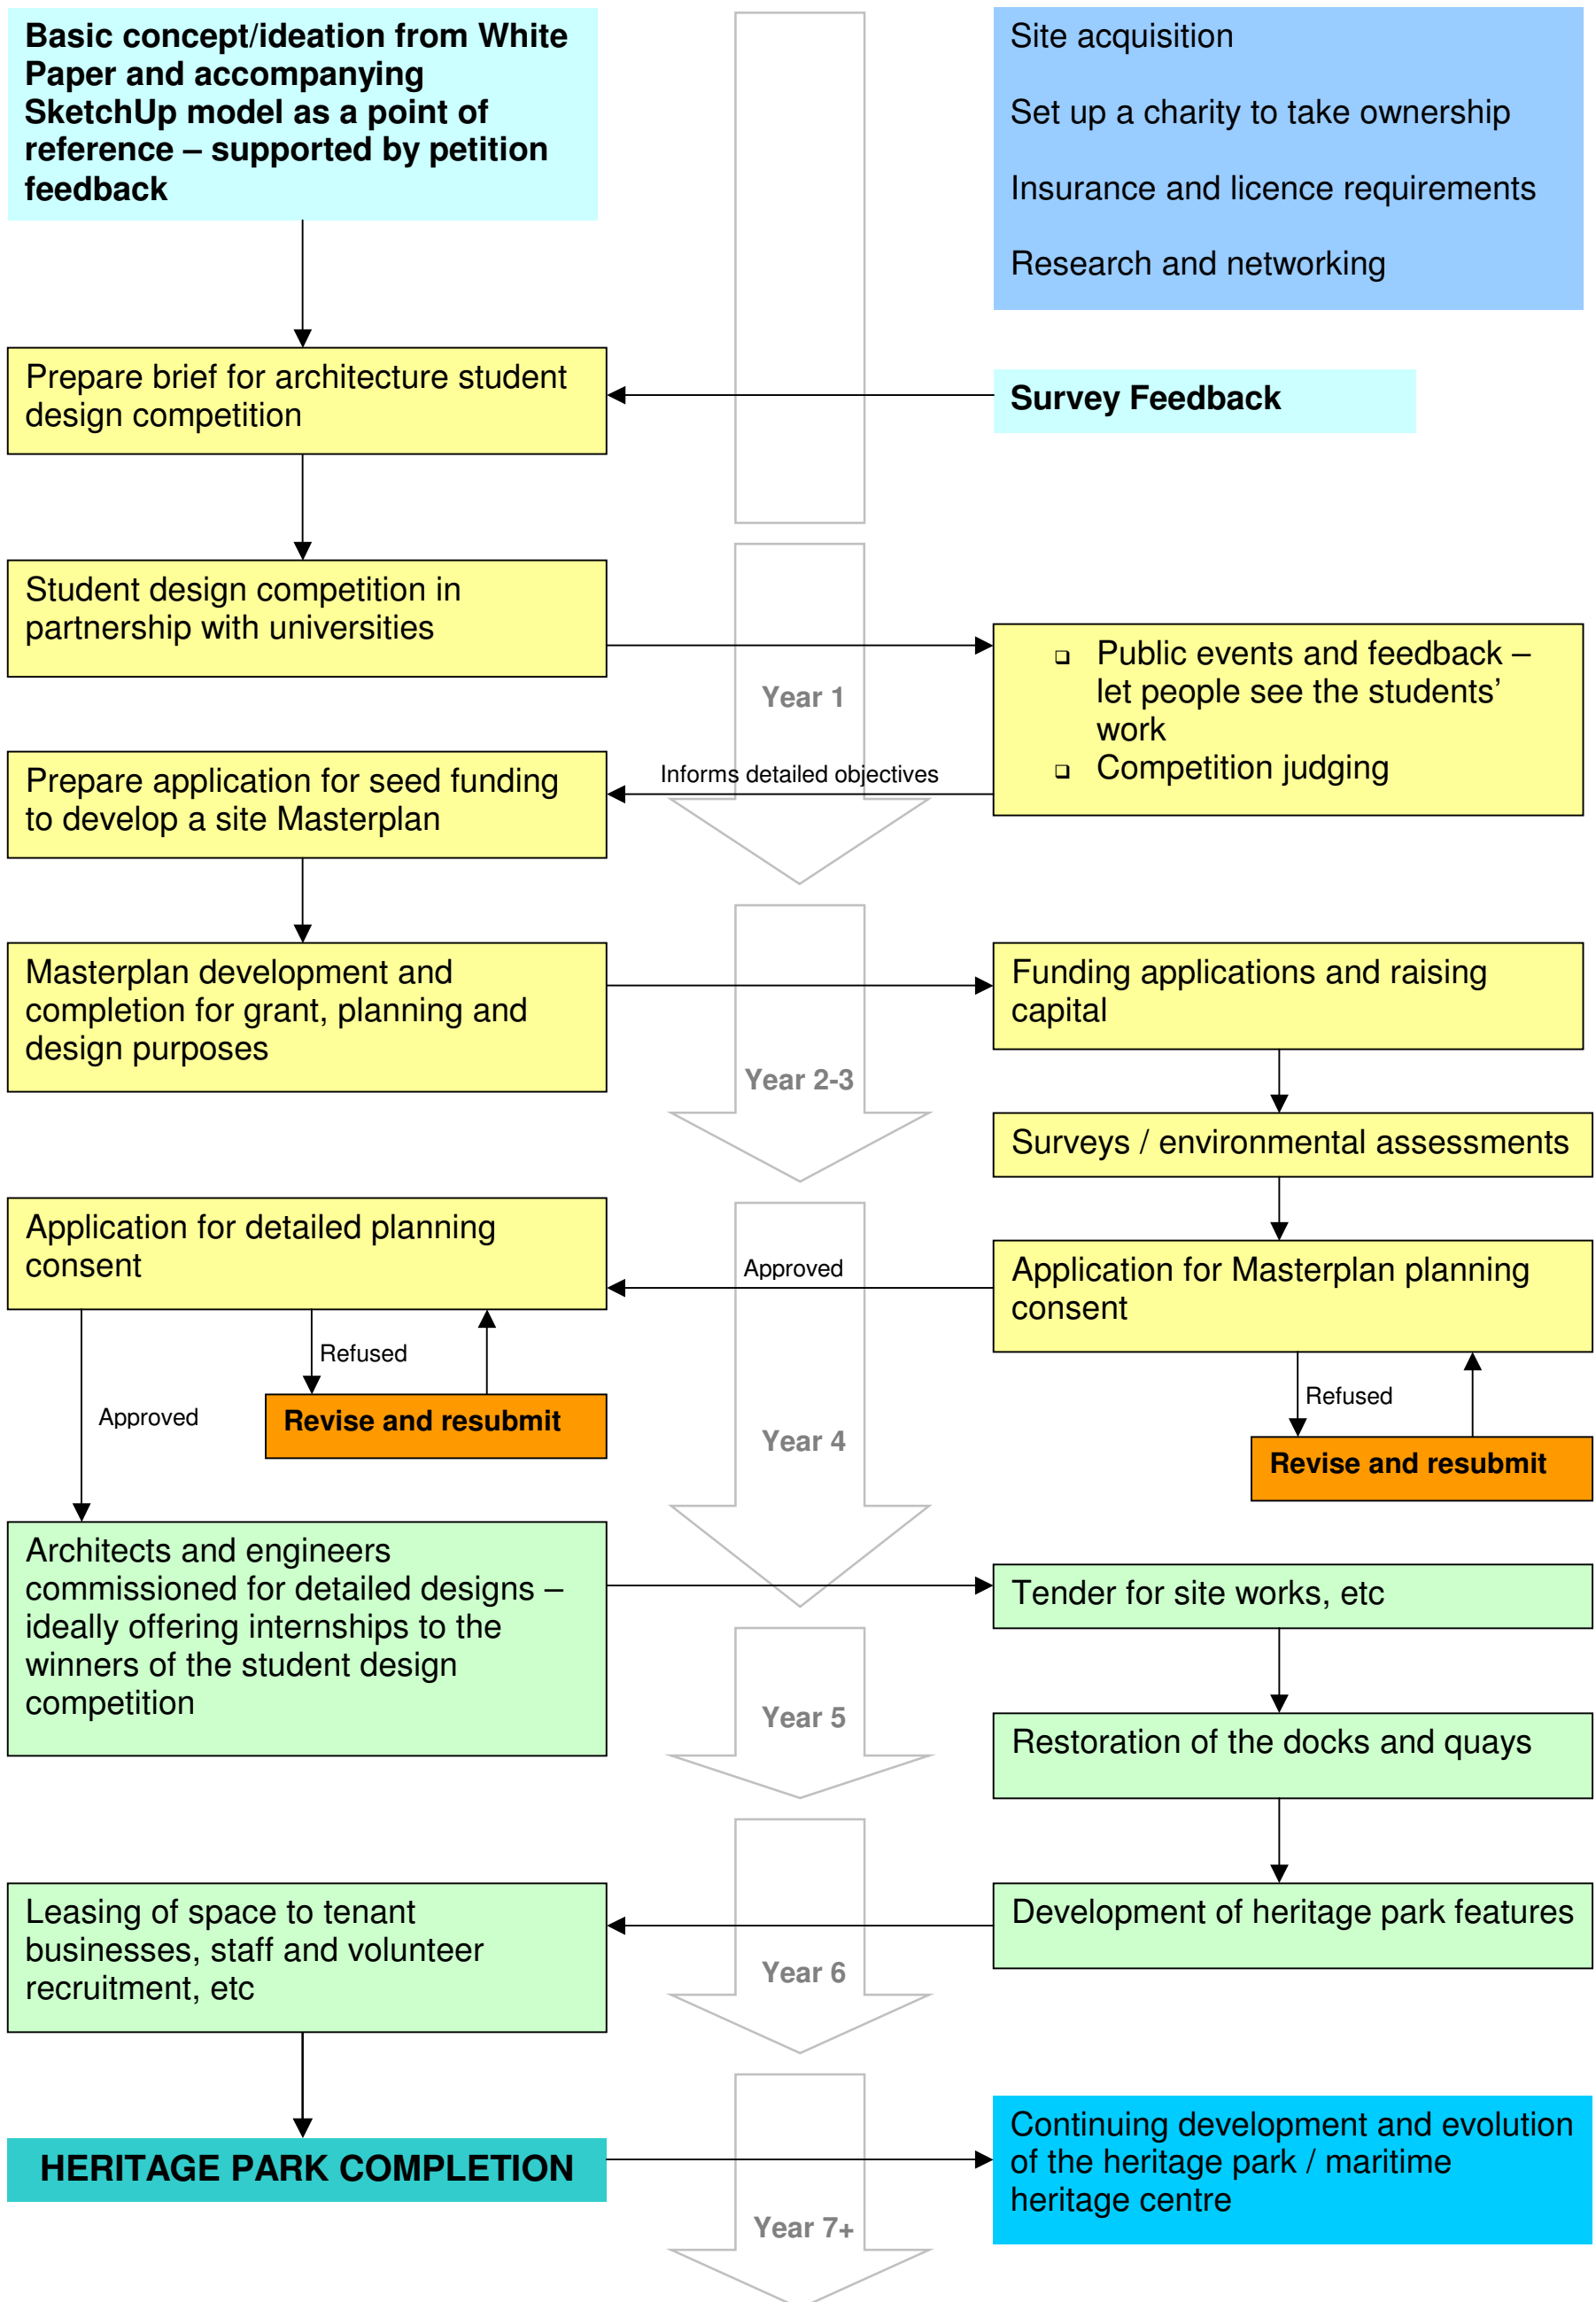 Basic concept/ideation from White
Paper and accompanying
SketchUp model as a point of
reference – supported by petition
feedback
Site acquisition
Set up a charity to take ownership
Insurance and licence requirements
Research and networking
Prepare brief for architecture student
design competition
Survey Feedback
Student design competition in
partnership with universities
Year 1
❑ Public events and feedback –
let people see the students’
work
❑ Competition judging
Informs detailed objectives
Prepare application for seed funding
to develop a site Masterplan
Masterplan development and
completion for grant, planning and
design purposes
Year 2-3
Funding applications and raising
capital
Surveys / environmental assessments
Application for Masterplan planning
consent
Approved
Refused
Revise and resubmit
Application for detailed planning
consent
Refused
Revise and resubmit
Approved
Year 4
Architects and engineers
commissioned for detailed designs –
ideally offering internships to the
winners of the student design
competition
Tender for site works, etc
Year 5
Restoration of the docks and quays
Development of heritage park features
Leasing of space to tenant
businesses, staff and volunteer
recruitment, etc
Year 6
HERITAGE PARK COMPLETION
Continuing development and evolution
of the heritage park / maritime
heritage centre
Year 7+